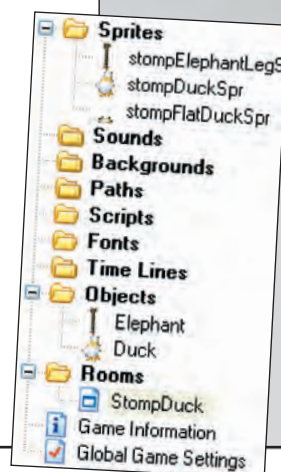 Sprites
stompElephantLegS
stompDuckSpr
stompFlatDuckSpr
Sounds
Backgrounds
Paths
Scripts
Fonts
Time Lines
Objects
Elephant
Duck
Rooms
StompDuck
Game Information
Global Game Settings